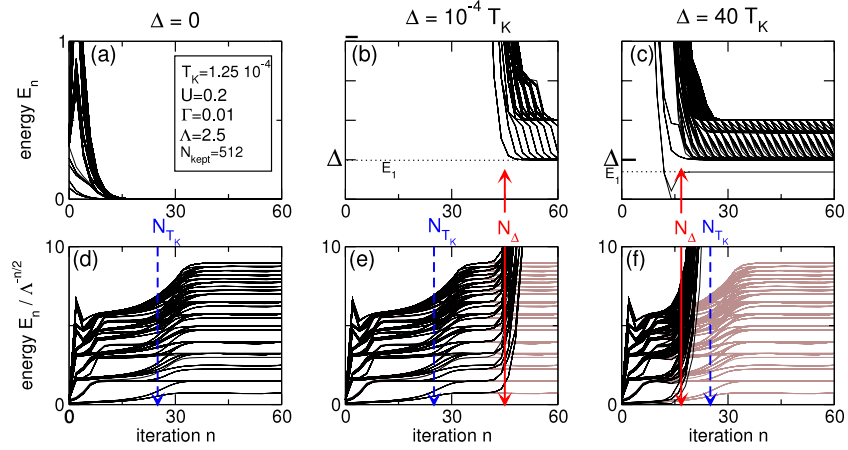 Δ = 0
Δ = 10⁻⁴ T_K
Δ = 40 T_K
energy E_n
1
0
(a)
T_K=1.25 10⁻⁴
U=0.2
Γ=0.01
Λ=2.5
N_kept=512
0 30 60
(b)
Δ
E_1
0 30 60
(c)
Δ
E_1
0 30 60
N_T_K
N_Δ
N_Δ
N_T_K
energy E_n / Λ^-n/2
10
0
(d)
0 30 60
iteration n
10
0
(e)
N_T_K
0 30 60
iteration n
10
0
(f)
0 30 60
iteration n